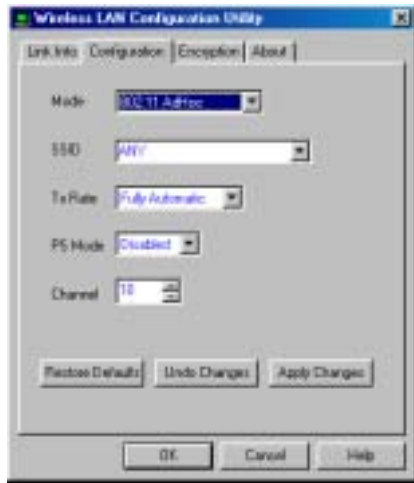 Wireless LAN Configuration Utility
Link Info Configuration Encryption About
Mode 802.11 AdHoc
SSID ANY
Tx Rate Fully Automatic
PS Mode Disabled
Channel 10
Restore Defaults Undo Changes Apply Changes
OK Cancel Help